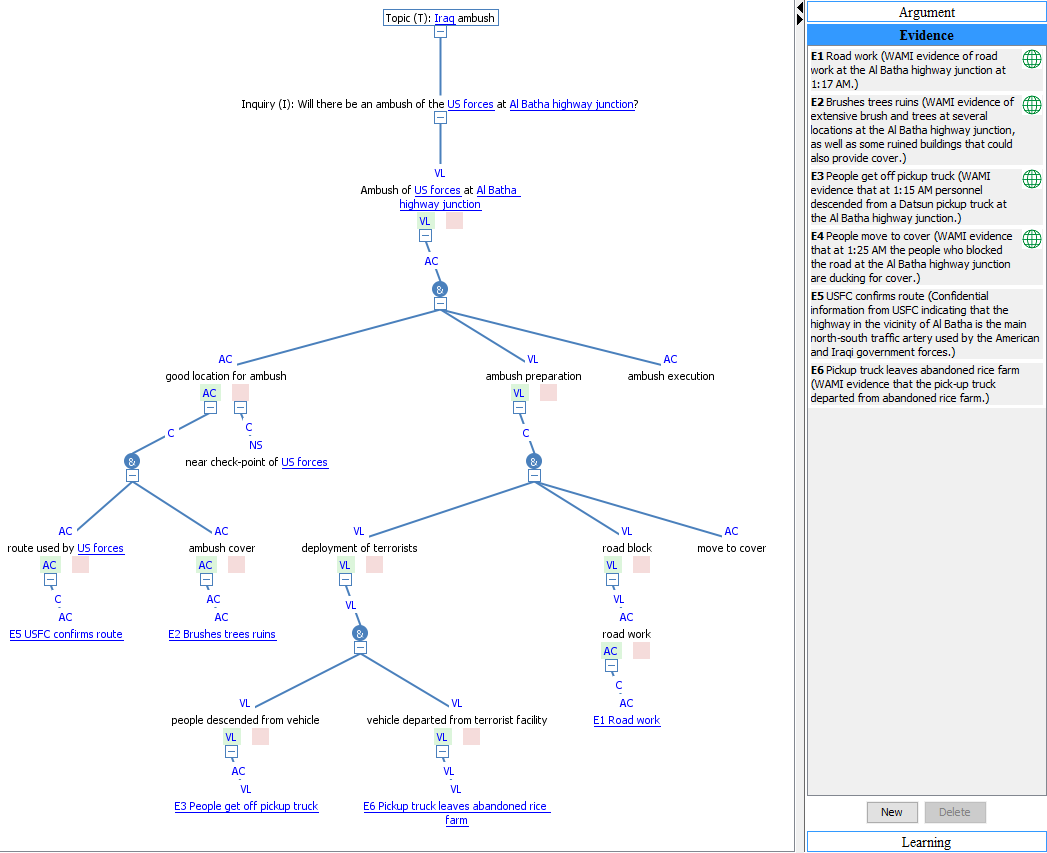 Topic (T): Iraq ambush
Inquiry (I): Will there be an ambush of the US forces at Al Batha highway junction?
VL
Ambush of US forces at Al Batha
highway junction
VL
AC
&
AC VL AC
good location for ambush ambush preparation ambush execution
AC VL
C C C
NS
& near check-point of US forces &
AC AC VL VL AC
route used by US forces ambush cover deployment of terrorists road block move to cover
AC AC VL VL
C AC VL VL
AC AC AC
E5 USFC confirms route E2 Brushes trees ruins & road work
AC
C
VL VL AC
people descended from vehicle vehicle departed from terrorist facility E1 Road work
VL VL
AC VL
VL VL
E3 People get off pickup truck E6 Pickup truck leaves abandoned rice
farm
Argument
Evidence
E1 Road work (WAMI evidence of road
work at the Al Batha highway junction at
1:17 AM.)
E2 Brushes trees ruins (WAMI evidence of
extensive brush and trees at several
locations at the Al Batha highway junction,
as well as some ruined buildings that could
also provide cover.)
E3 People get off pickup truck (WAMI
evidence that at 1:15 AM personnel
descended from a Datsun pickup truck at
the Al Batha highway junction.)
E4 People move to cover (WAMI evidence
that at 1:25 AM the people who blocked
the road at the Al Batha highway junction
are ducking for cover.)
E5 USFC confirms route (Confidential
information from USFC indicating that the
highway in the vicinity of Al Batha is the main
north-south traffic artery used by the American
and Iraqi government forces.)
E6 Pickup truck leaves abandoned rice farm
(WAMI evidence that the pick-up truck
departed from abandoned rice farm.)
New Delete
Learning